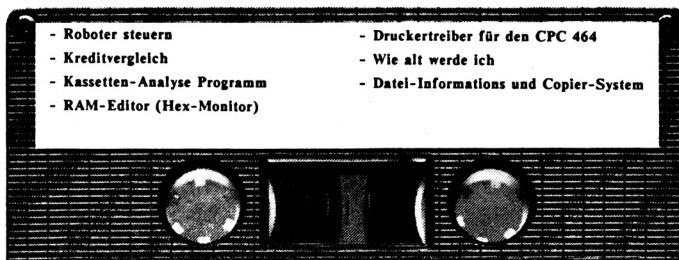 - Roboter steuern
- Kreditvergleich
- Kassetten-Analyse Programm
- RAM-Editor (Hex-Monitor)
- Druckertreiber für den CPC 464
- Wie alt werde ich
- Datei-Informations und Copier-System